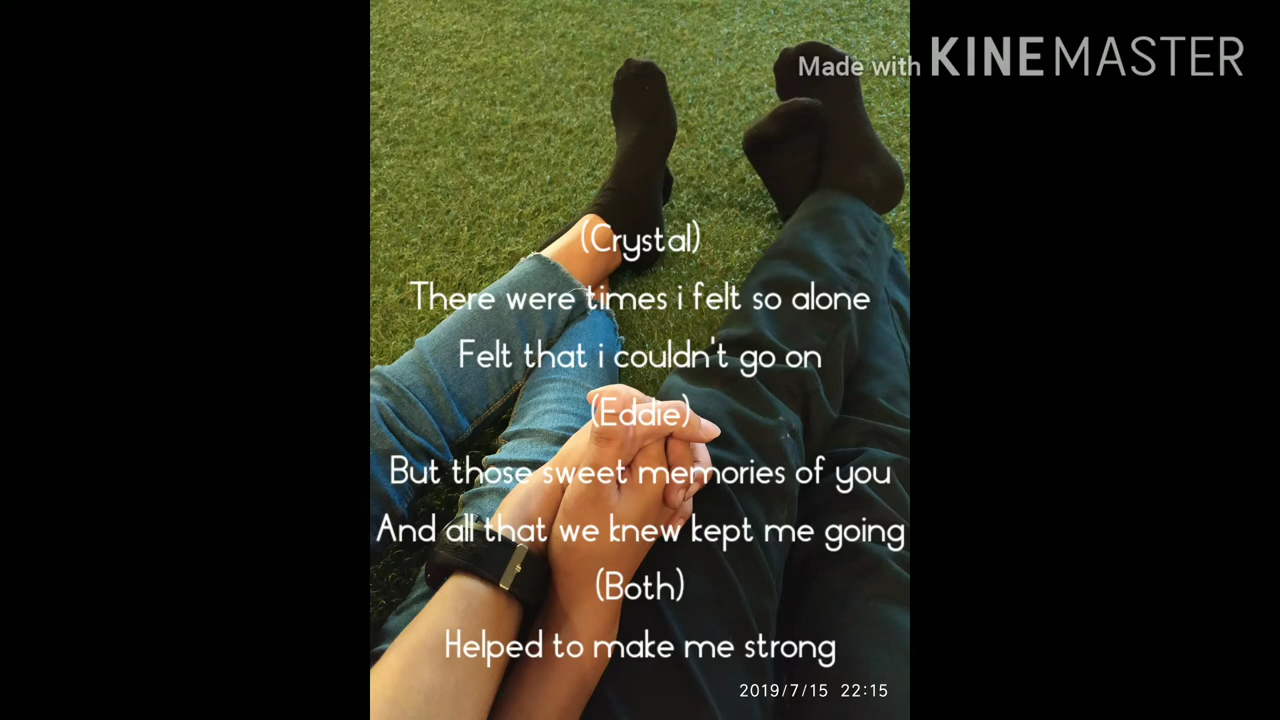 Made with KINEMASTER
(Crystal)
There were times i felt so alone
Felt that i couldn't go on
(Eddie)
But those sweet memories of you
And all that we knew kept me going
(Both)
Helped to make me strong
2019/7/15 22:15